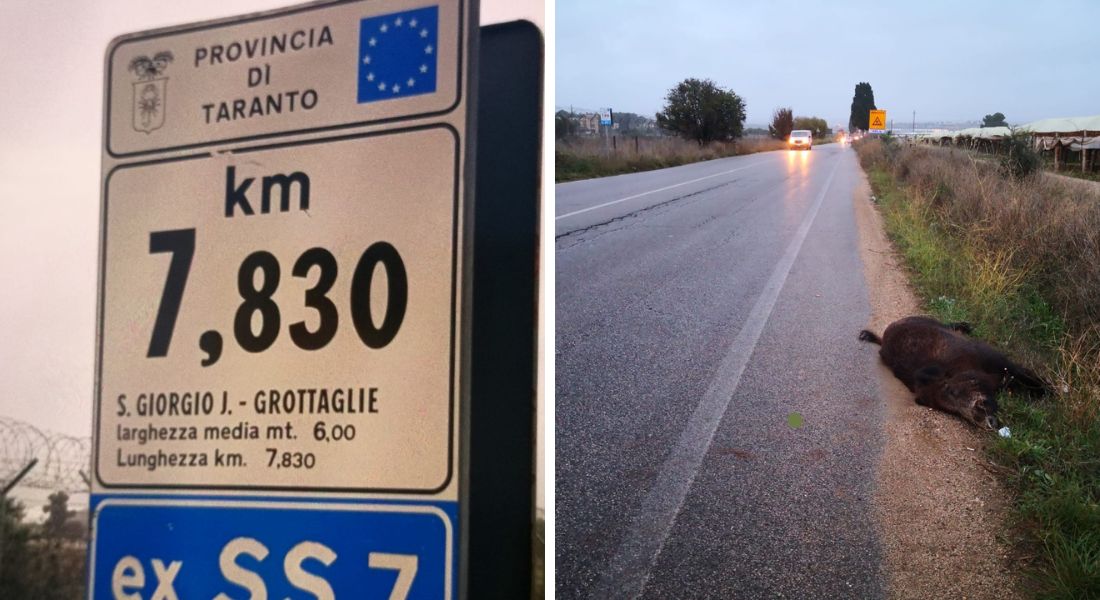 PROVINCIA
DÌ
TARANTO
km
7,830
S. GIORGIO J. - GROTTAGLIE
larghezza media mt. 6,00
Lunghezza km. 7,830
ex SS 7